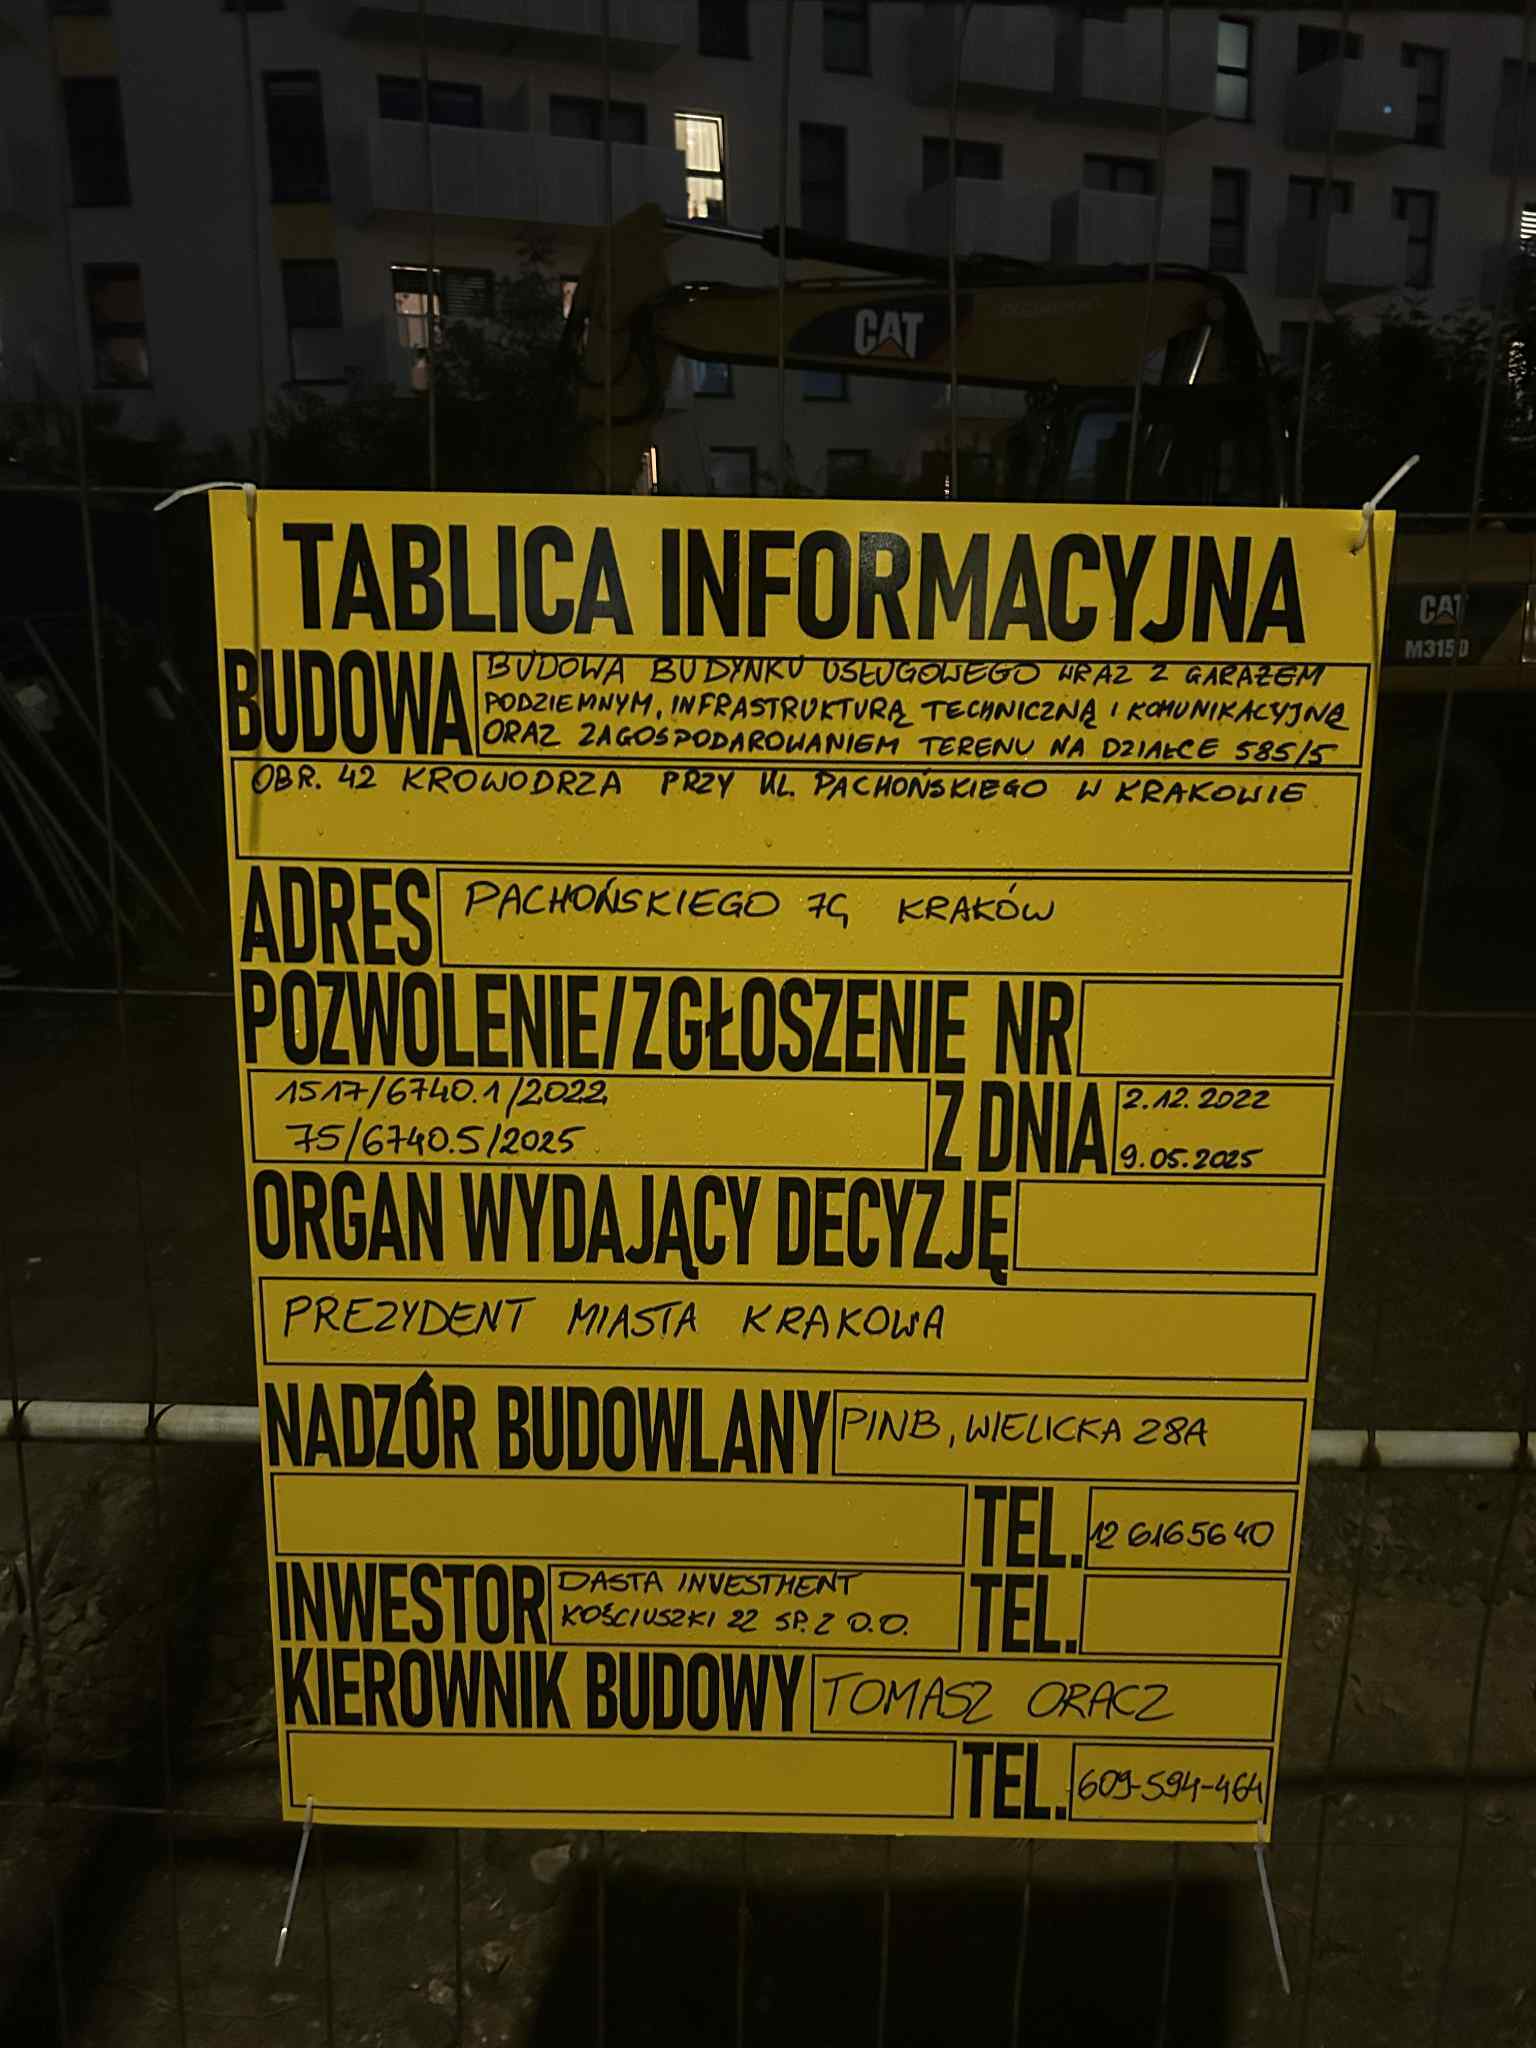 CAT
CAT
M315D
TABLICA INFORMACYJNA
BUDOWA BUDOWA BUDYNKU USŁUGOWEGO WRAZ Z GARAŻEM
PODZIEMNYM, INFRASTRUKTURĄ TECHNICZNĄ I KOMUNIKACYJNĄ
ORAZ ZAGOSPODAROWANIEM TERENU NA DZIAŁCE 585/5
OBR. 42 KROWODRZA PRZY UL. PACHOŃSKIEGO W KRAKOWIE
ADRES PACHOŃSKIEGO 7G KRAKÓW
POZWOLENIE/ZGŁOSZENIE NR
1517/6740.1/2022 Z DNIA 2.12.2022
75/6740.5/2025 9.05.2025
ORGAN WYDAJĄCY DECYZJĘ
PREZYDENT MIASTA KRAKOWA
NADZÓR BUDOWLANY PINB, WIELICKA 28A
TEL. 12 6165640
INWESTOR DASTA INVESTMENT TEL.
KOŚCIUSZKI 22 SP. Z O.O.
KIEROWNIK BUDOWY TOMASZ ORACZ
TEL. 609-594-464